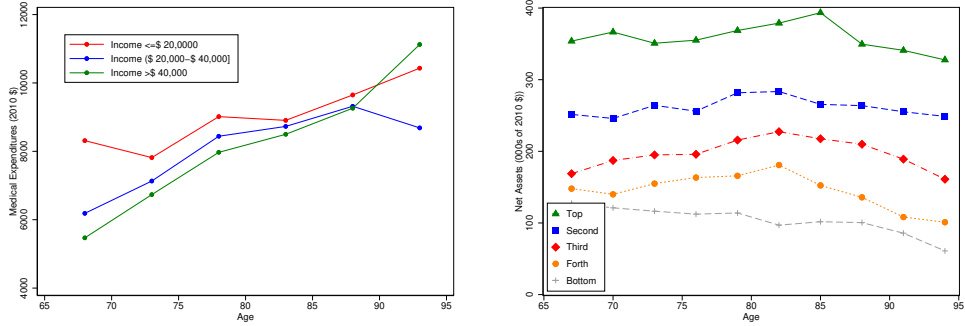 12000
10000
8000
6000
4000
Medical Expenditures (2010 $)
Income <=$ 20,0000
Income ($ 20,000−$ 40,000]
Income >$ 40,000
65 70 75 80 85 90 95
Age
400
300
200
100
0
Net Assets (000s of 2010 $))
Top
Second
Third
Forth
Bottom
65 70 75 80 85 90 95
Age